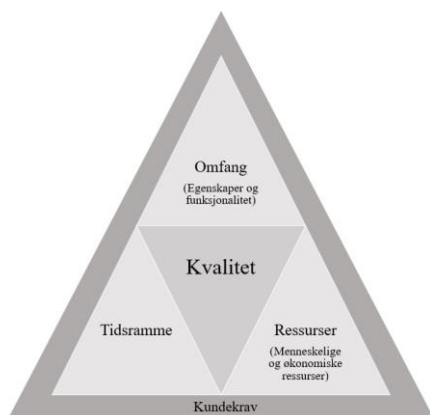 Omfang
(Egenskaper og
funksjonalitet)
Kvalitet
Tidsramme
Ressurser
(Menneskelige
og økonomiske
ressurser)
Kundekrav